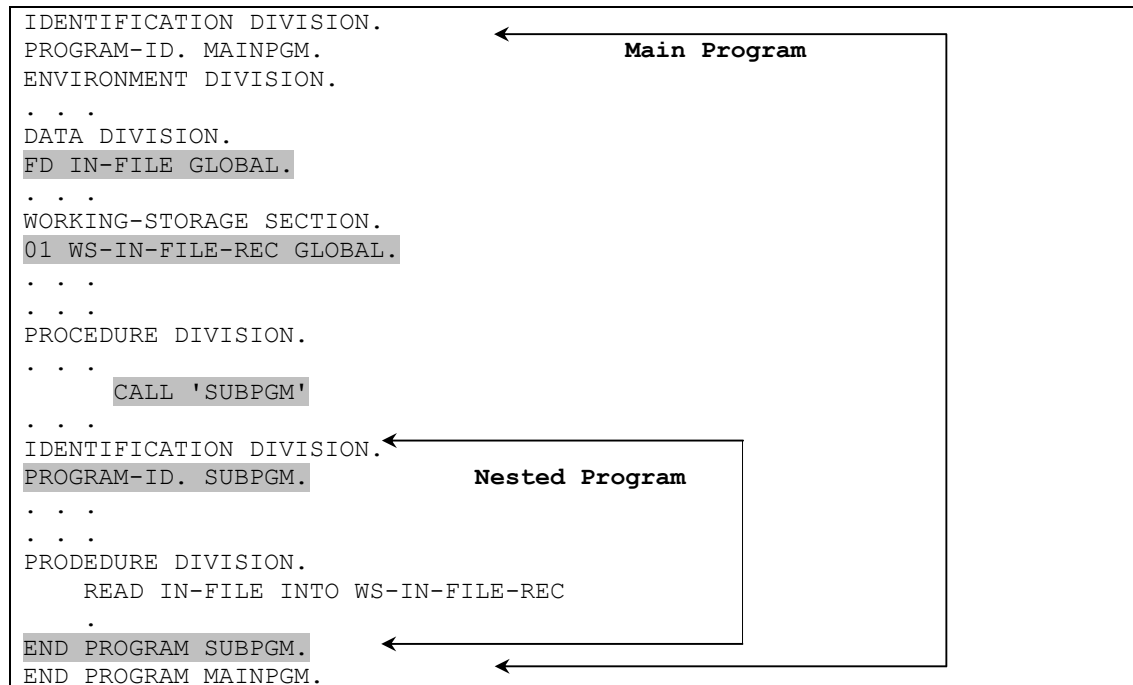 IDENTIFICATION DIVISION.
PROGRAM-ID. MAINPGM. Main Program
ENVIRONMENT DIVISION.
. . .
DATA DIVISION.
FD IN-FILE GLOBAL.
. . .
WORKING-STORAGE SECTION.
01 WS-IN-FILE-REC GLOBAL.
. . .
. . .
PROCEDURE DIVISION.
. . .
CALL 'SUBPGM'
. . .
IDENTIFICATION DIVISION.
PROGRAM-ID. SUBPGM. Nested Program
. . .
. . .
PRODEDURE DIVISION.
READ IN-FILE INTO WS-IN-FILE-REC
.
END PROGRAM SUBPGM.
END PROGRAM MAINPGM.